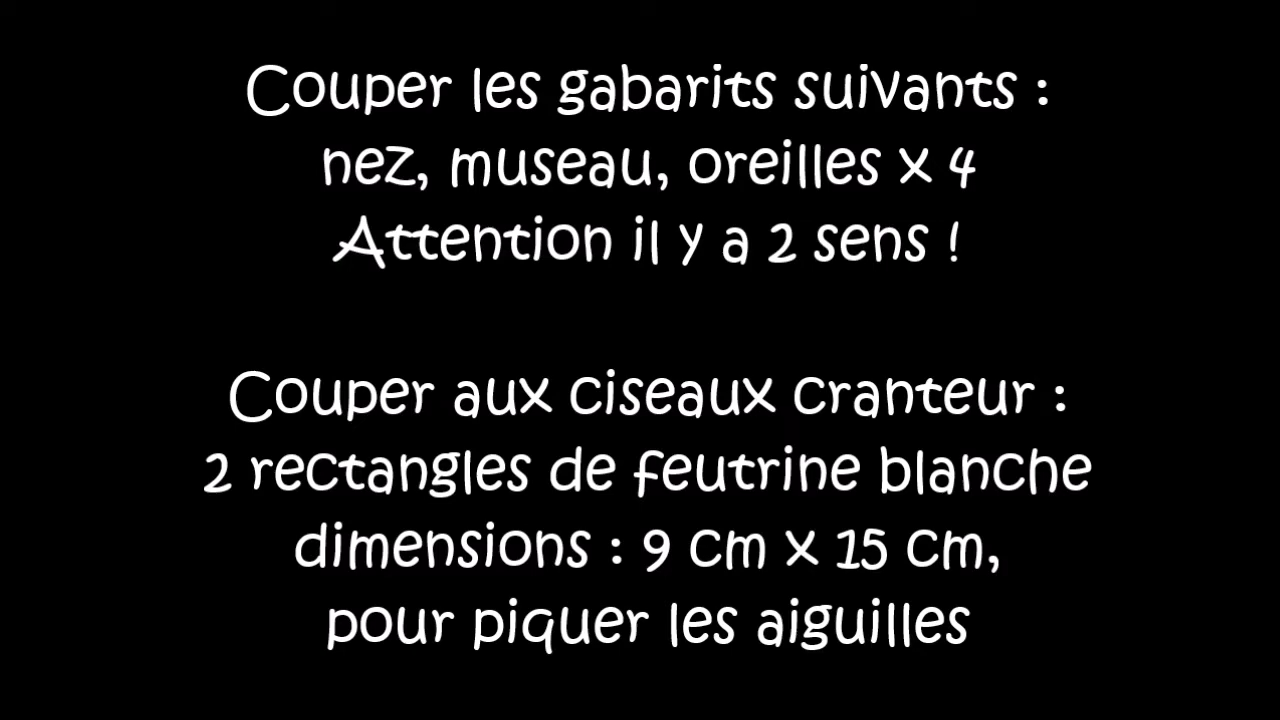 Couper les gabarits suivants :
nez, museau, oreilles x 4
Attention il y a 2 sens !
Couper aux ciseaux cranteur :
2 rectangles de feutrine blanche
dimensions : 9 cm x 15 cm,
pour piquer les aiguilles